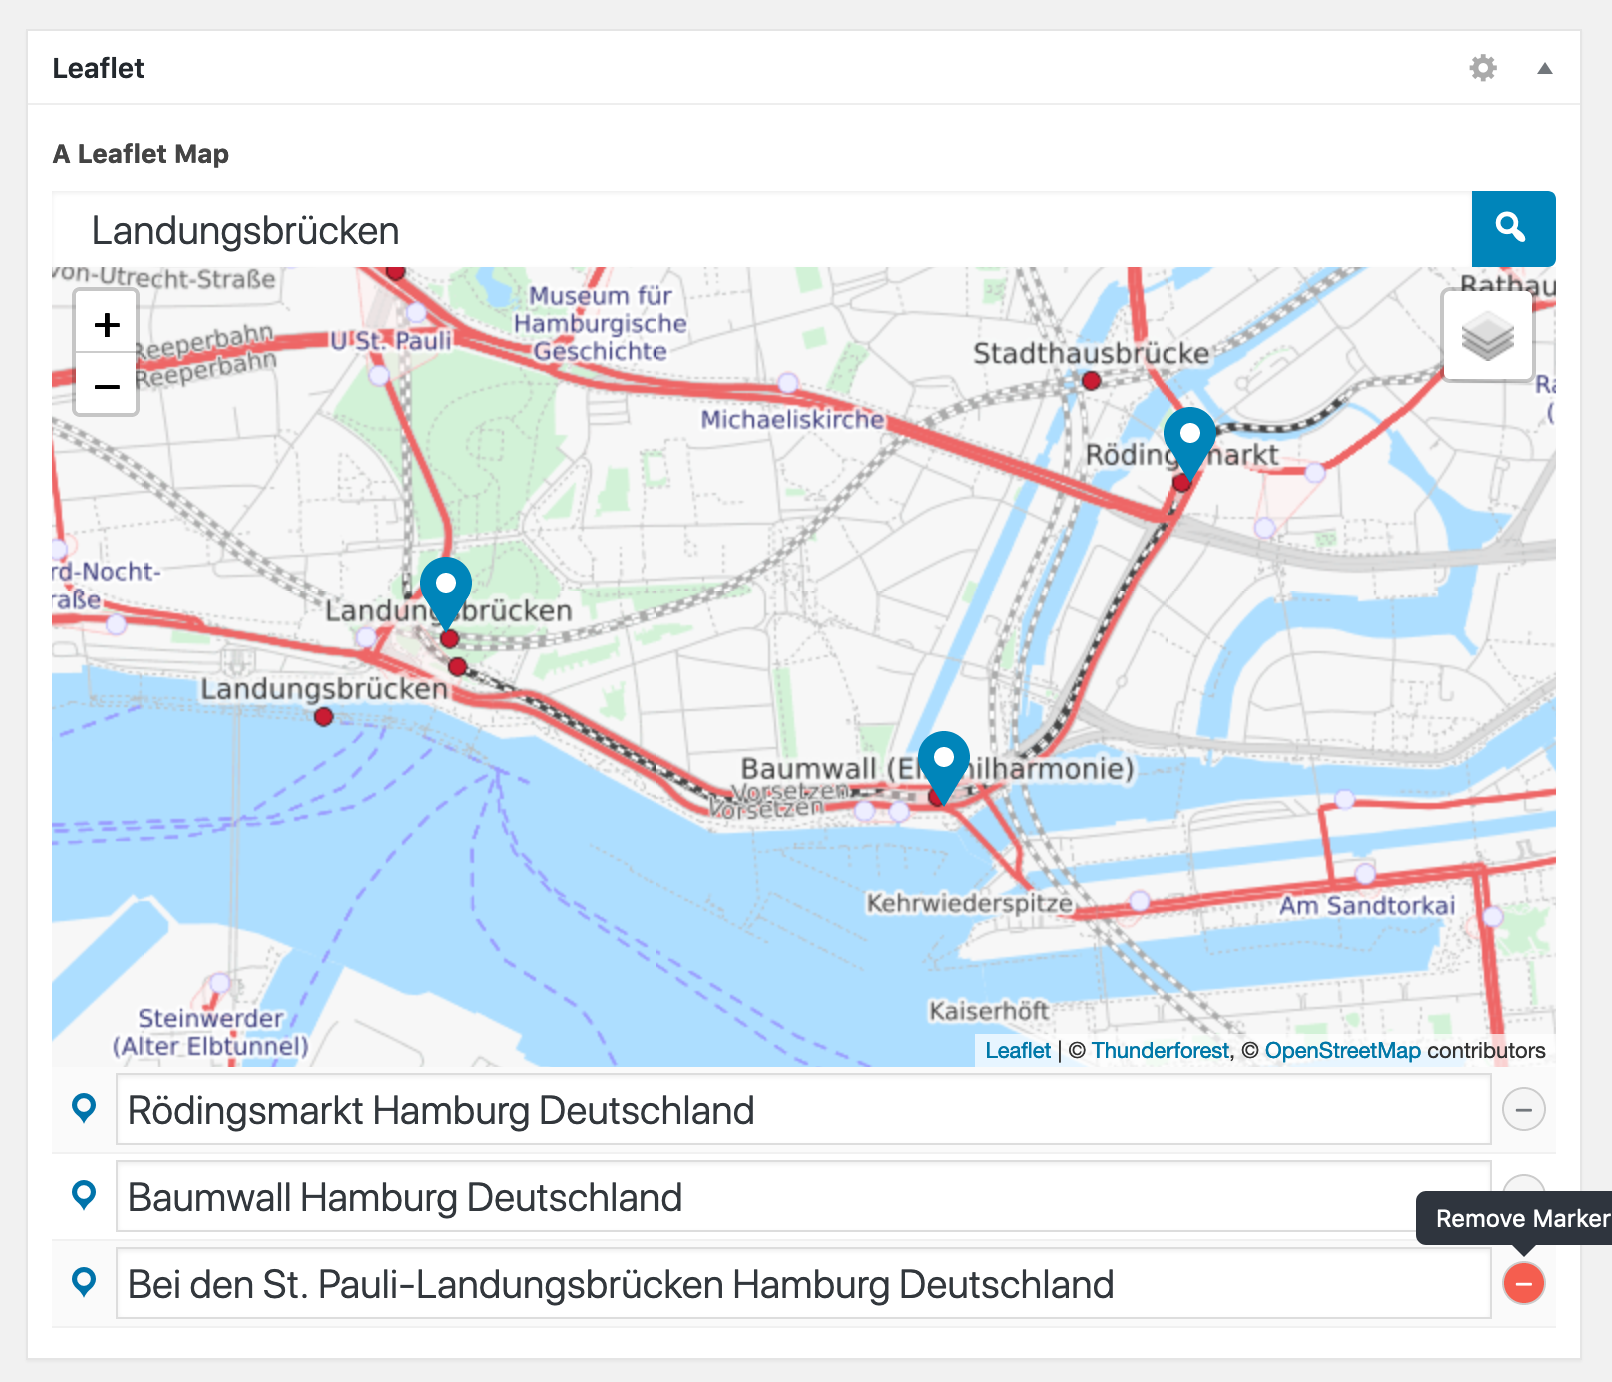 Leaflet
A Leaflet Map
Landungsbrücken
von-Utrecht-Straße
Rathau
Museum für
Hamburgische
Geschichte
+
Reeperbahn
Reeperbahn
U St. Pauli
Stadthausbrücke
−
Michaeliskirche
Rödingsmarkt
rd-Nocht-
raße
Landungsbrücken
Landungsbrücken
Baumwall (Elbphilharmonie)
Vorsetzen
Vorsetzen
Kehrwiederspitze
Am Sandtorkai
Kaiserhöft
Steinwerder
(Alter Elbtunnel)
Leaflet | © Thunderforest, © OpenStreetMap contributors
Rödingsmarkt Hamburg Deutschland
Baumwall Hamburg Deutschland
Remove Marker
Bei den St. Pauli-Landungsbrücken Hamburg Deutschland